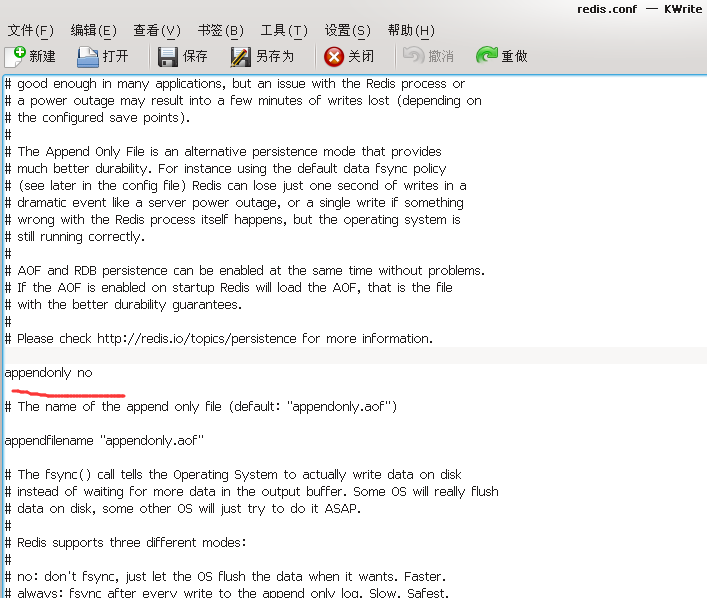 redis.conf — KWrite
文件(F) 编辑(E) 查看(V) 书签(B) 工具(T) 设置(S) 帮助(H)
新建 打开 保存 另存为 关闭 撤消 重做
# good enough in many applications, but an issue with the Redis process or
# a power outage may result into a few minutes of writes lost (depending on
# the configured save points).
#
# The Append Only File is an alternative persistence mode that provides
# much better durability. For instance using the default data fsync policy
# (see later in the config file) Redis can lose just one second of writes in a
# dramatic event like a server power outage, or a single write if something
# wrong with the Redis process itself happens, but the operating system is
# still running correctly.
#
# AOF and RDB persistence can be enabled at the same time without problems.
# If the AOF is enabled on startup Redis will load the AOF, that is the file
# with the better durability guarantees.
#
# Please check http://redis.io/topics/persistence for more information.
appendonly no
# The name of the append only file (default: "appendonly.aof")
appendfilename "appendonly.aof"
# The fsync() call tells the Operating System to actually write data on disk
# instead of waiting for more data in the output buffer. Some OS will really flush
# data on disk, some other OS will just try to do it ASAP.
#
# Redis supports three different modes:
#
# no: don't fsync, just let the OS flush the data when it wants. Faster.
# always: fsync after every write to the append only log. Slow, Safest.